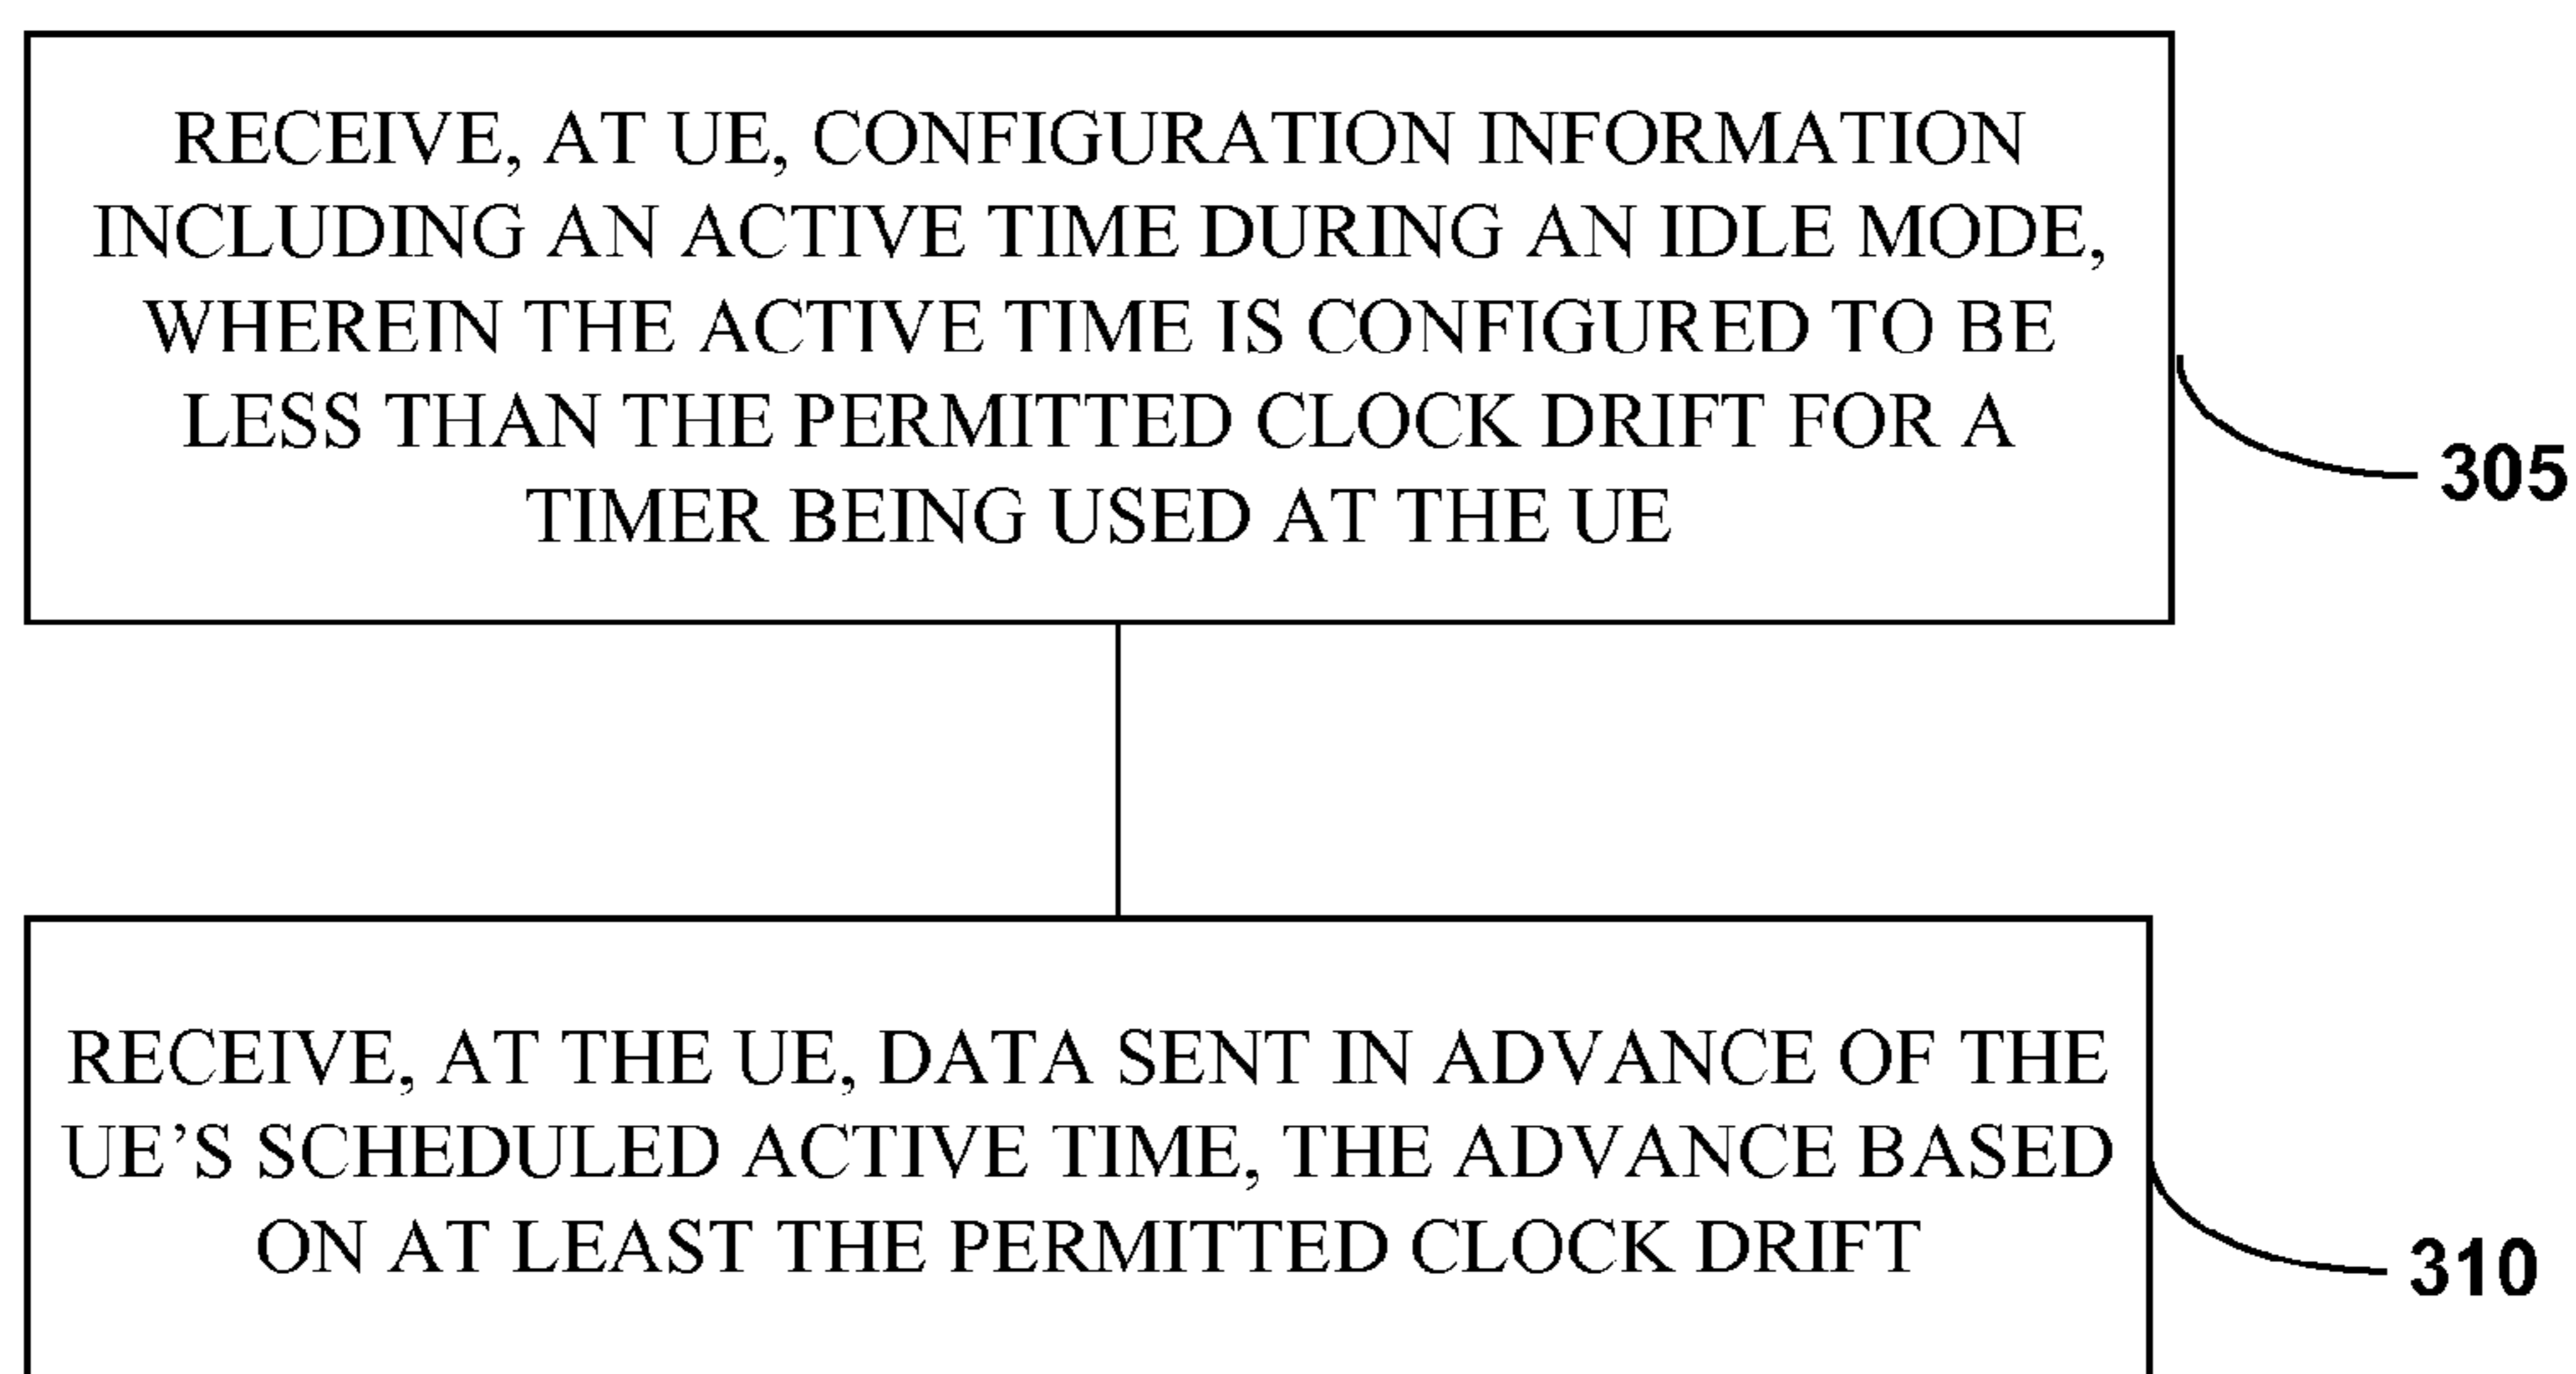 RECEIVE, AT UE, CONFIGURATION INFORMATION
INCLUDING AN ACTIVE TIME DURING AN IDLE MODE,
WHEREIN THE ACTIVE TIME IS CONFIGURED TO BE
LESS THAN THE PERMITTED CLOCK DRIFT FOR A
TIMER BEING USED AT THE UE
305
RECEIVE, AT THE UE, DATA SENT IN ADVANCE OF THE
UE’S SCHEDULED ACTIVE TIME, THE ADVANCE BASED
ON AT LEAST THE PERMITTED CLOCK DRIFT
310